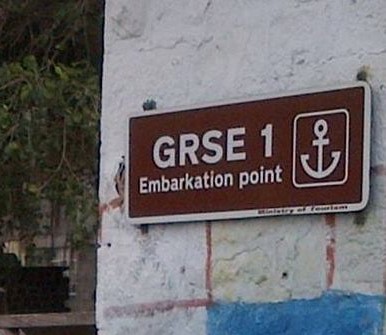 GRSE 1
Embarkation point
Ministry of Tourism